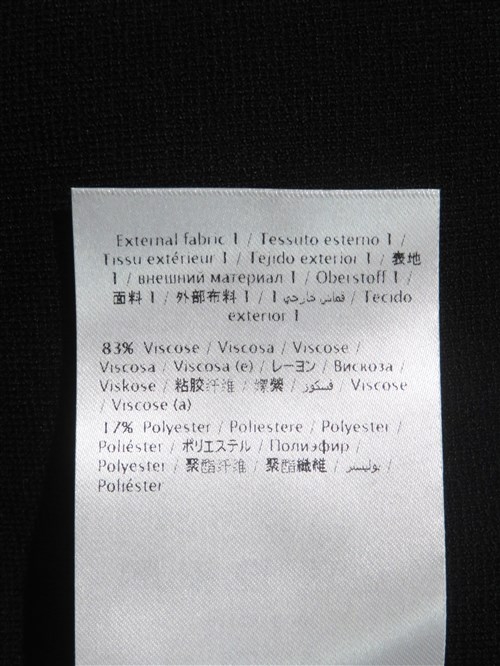 External fabric 1 / Tessuto esterno 1 /
Tissu extérieur 1 / Tejido exterior 1 / 表地
1 / внешний материал 1 / Oberstoff 1 /
面料 1 / 外部布料 1 / قماش خارجي 1 / Tecido
exterior 1
83% Viscose / Viscosa / Viscose /
Viscosa / Viscosa (e) / レーヨン / Вискоза /
Viskose / 粘胶纤维 / 嫘縈 / فسكوز / Viscose
/ Viscose (a)
17% Polyester / Poliestere / Polyester /
Poliéster / ポリエステル / Полиэфир /
Polyester / 聚酯纤维 / 聚酯纖維 / بوليستر /
Poliéster